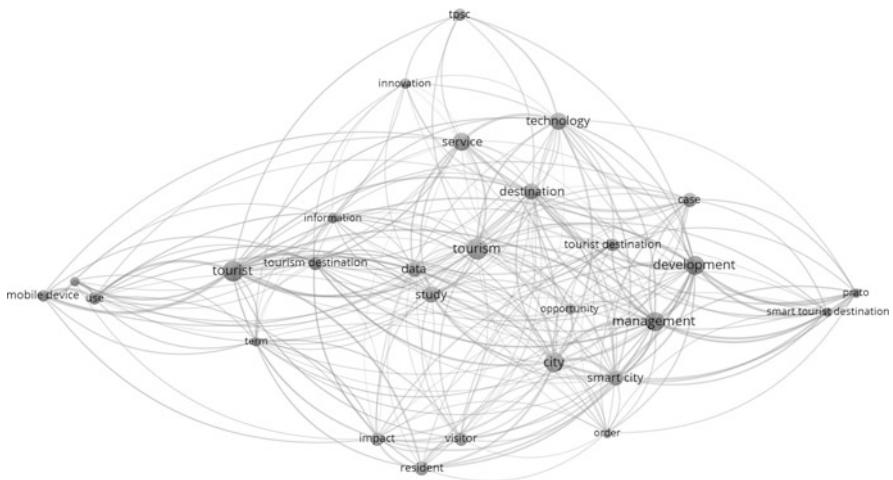 tosc
innovation
technology
service
destination
case
information
tourism
tourist destination
tourist
tourism destination
data
development
mobile device
use
study
prato
opportunity
smart tourist destination
management
term
city
smart city
impact
visitor
order
resident